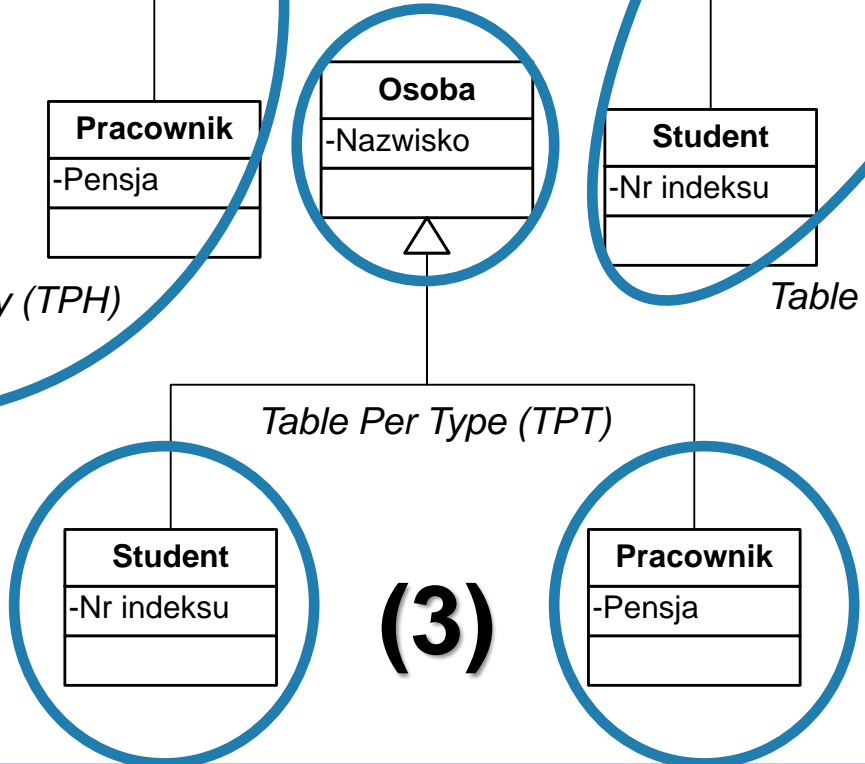 Pracownik
-Pensja
Osoba
-Nazwisko
Student
-Nr indeksu
(TPH)
Table
Table Per Type (TPT)
Student
-Nr indeksu
(3)
Pracownik
-Pensja